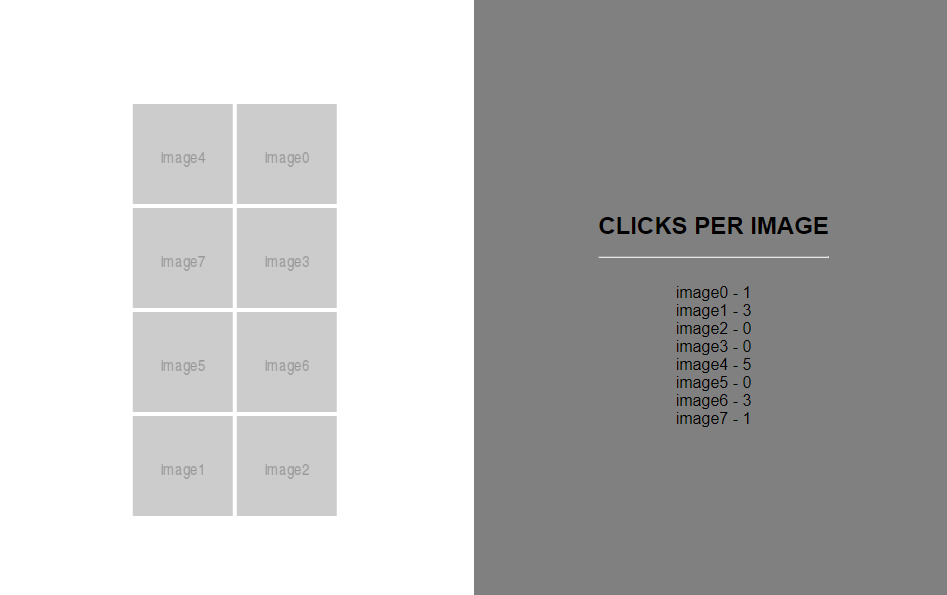 image4
image0
image7
image3
image5
image6
image1
image2
CLICKS PER IMAGE
image0 - 1
image1 - 3
image2 - 0
image3 - 0
image4 - 5
image5 - 0
image6 - 3
image7 - 1